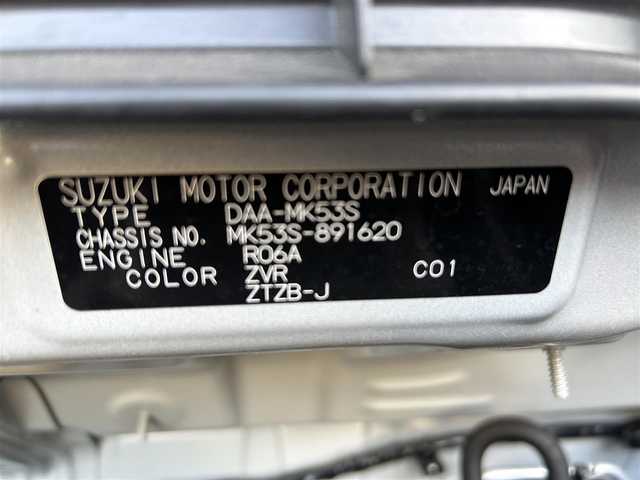 SUZUKI MOTOR CORPORATION JAPAN
TYPE DAA-MK53S
CHASSIS NO. MK53S-891620
ENGINE R06A
COLOR ZVR C01
ZTZB-J